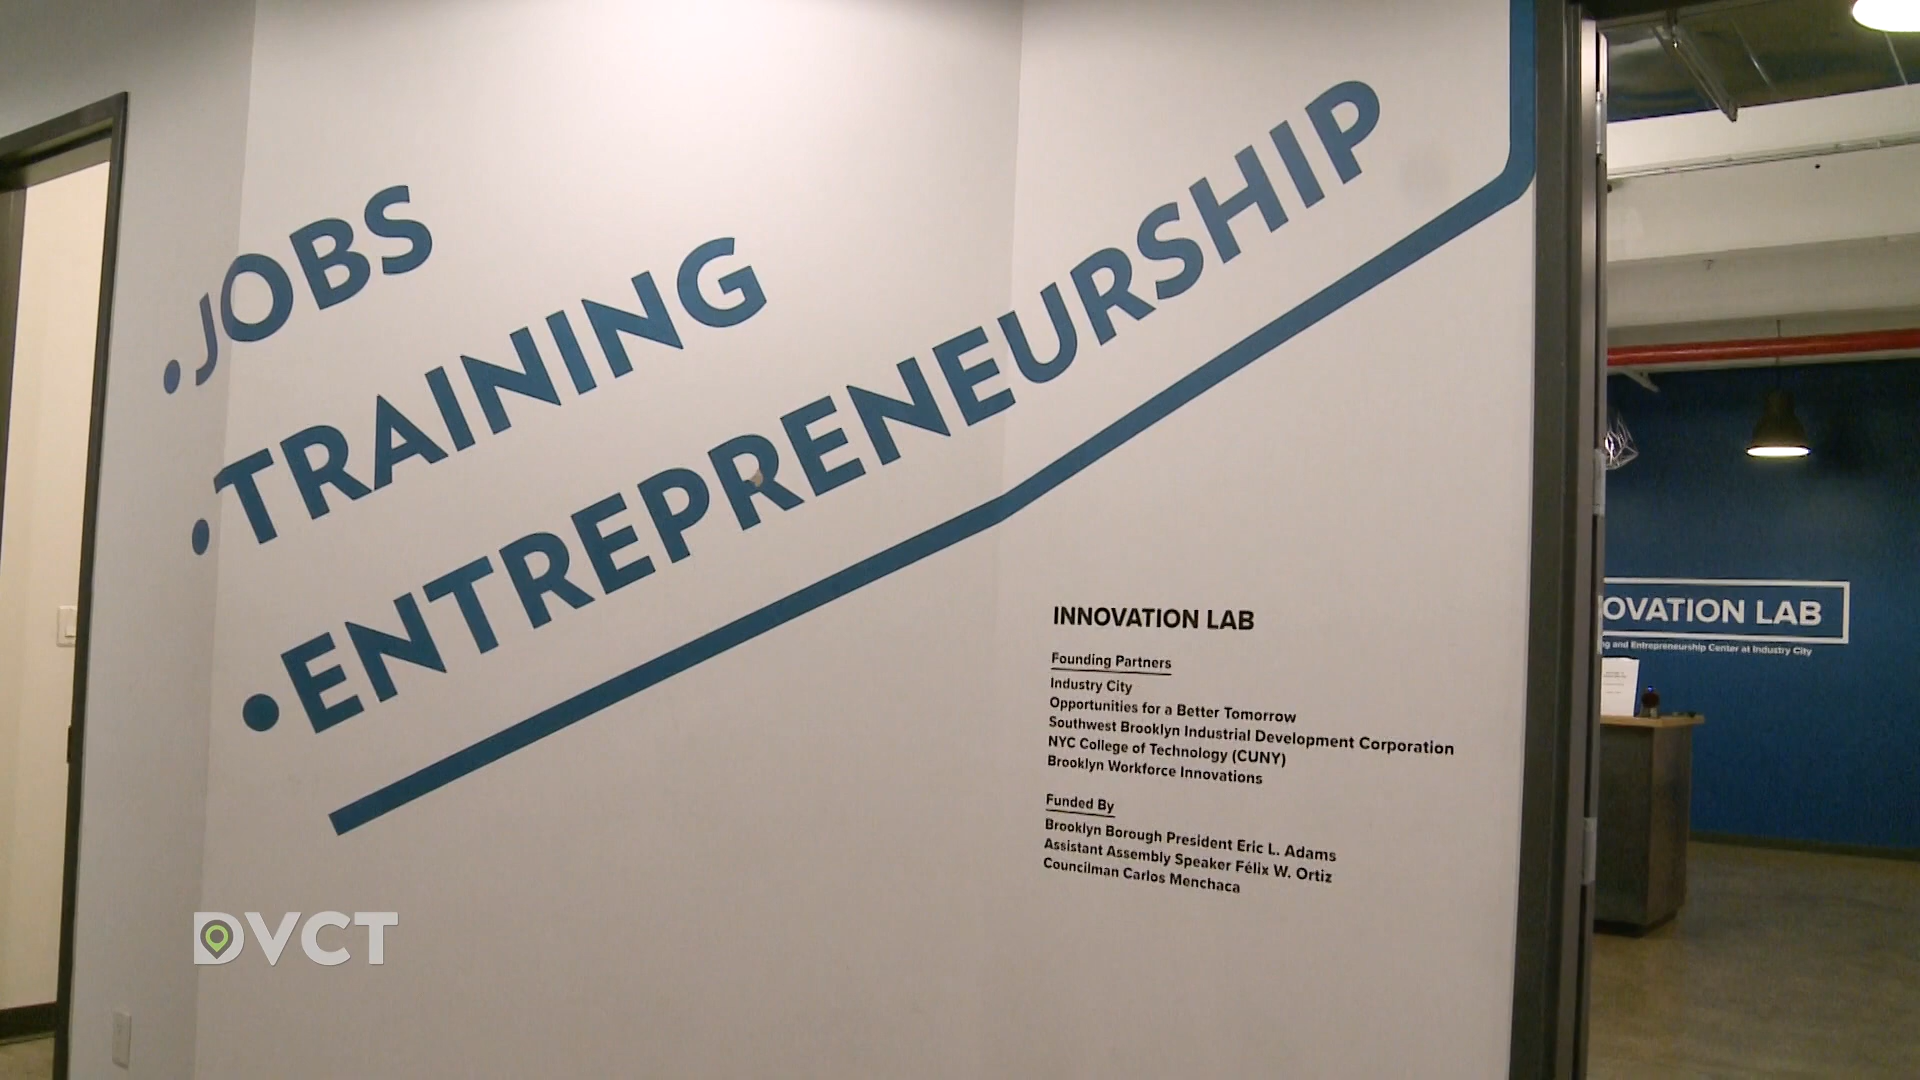 • JOBS
• TRAINING
• ENTREPRENEURSHIP
INNOVATION LAB
Founding Partners
Industry City
Opportunities for a Better Tomorrow
Southwest Brooklyn Industrial Development Corporation
NYC College of Technology (CUNY)
Brooklyn Workforce Innovations
Funded By
Brooklyn Borough President Eric L. Adams
Assistant Assembly Speaker Félix W. Ortiz
Councilman Carlos Menchaca
OVATION LAB
g and Entrepreneurship Center at Industry City
DVCT